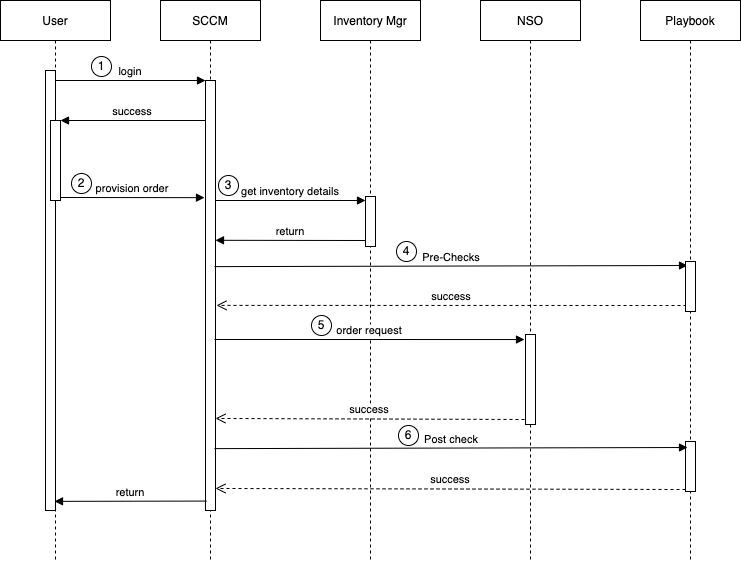 User
SCCM
Inventory Mgr
NSO
Playbook
1
login
success
2
provision order
3
get inventory details
return
4
Pre-Checks
success
5
order request
success
6
Post check
success
return